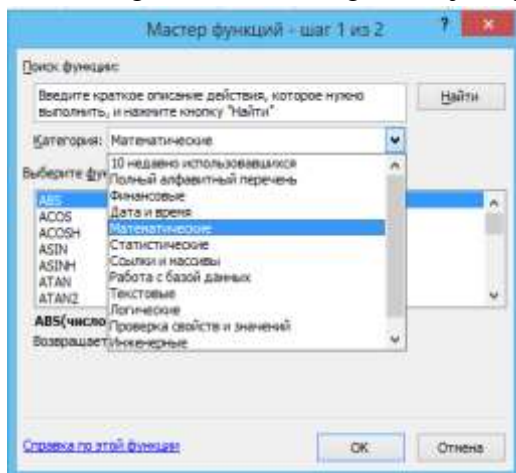 Мастер функций - шаг 1 из 2
?
Поиск функции:
Введите краткое описание действия, которое нужно
выполнить, и нажмите кнопку "Найти"
Найти
Категория: Математические
10 недавно использовавшихся
Полный алфавитный перечень
Финансовые
Дата и время
Математические
Статистические
Ссылки и массивы
Работа с базой данных
Текстовые
Логические
Проверка свойств и значений
Инженерные
Выберите фун
ABS
ACOS
ACOSH
ASIN
ASINH
ATAN
ATAN2
ABS(число
Возвращает
Справка по этой функции
OK
Отмена